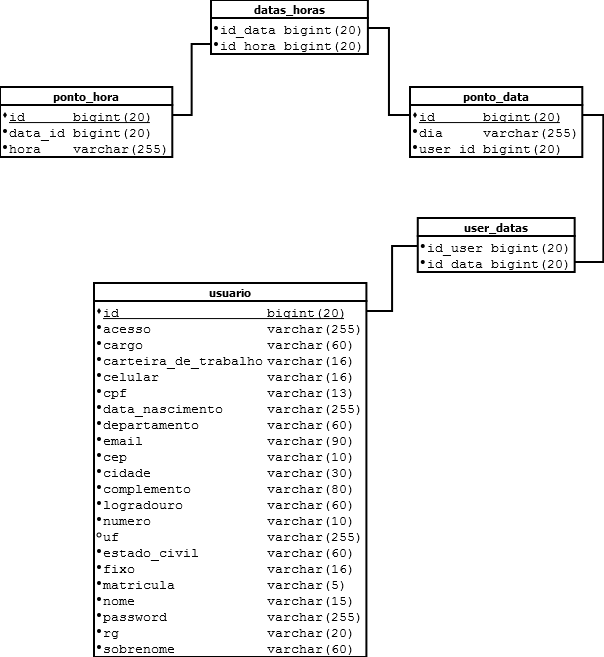 datas_horas
id_data bigint(20)
id_hora bigint(20)
ponto_hora
id bigint(20)
data_id bigint(20)
hora varchar(255)
ponto_data
id bigint(20)
dia varchar(255)
user_id bigint(20)
user_datas
id_user bigint(20)
id_data bigint(20)
usuario
id bigint(20)
acesso varchar(255)
cargo varchar(60)
carteira_de_trabalho varchar(16)
celular varchar(16)
cpf varchar(13)
data_nascimento varchar(255)
departamento varchar(60)
email varchar(90)
cep varchar(10)
cidade varchar(30)
complemento varchar(80)
logradouro varchar(60)
numero varchar(10)
uf varchar(255)
estado_civil varchar(60)
fixo varchar(16)
matricula varchar(5)
nome varchar(15)
password varchar(255)
rg varchar(20)
sobrenome varchar(60)